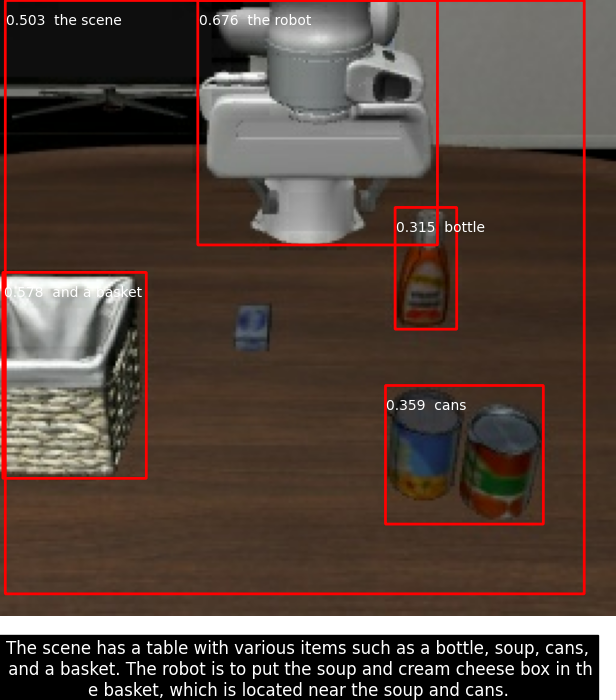 0.503 the scene
0.676 the robot
0.315 bottle
0.578 and a basket
0.359 cans
The scene has a table with various items such as a bottle, soup, cans,
and a basket. The robot is to put the soup and cream cheese box in th
e basket, which is located near the soup and cans.